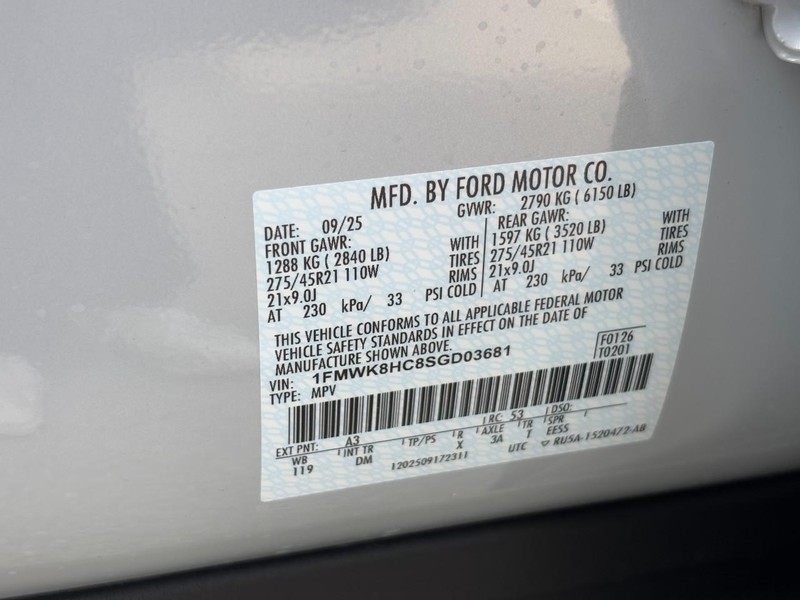 MFD. BY FORD MOTOR CO.
DATE: 09/25 GVWR: 2790 KG ( 6150 LB)
FRONT GAWR: REAR GAWR:
1288 KG ( 2840 LB) WITH 1597 KG ( 3520 LB) WITH
275/45R21 110W TIRES 275/45R21 110W TIRES
21x9.0J RIMS 21x9.0J RIMS
AT 230 kPa/ 33 PSI COLD AT 230 kPa/ 33 PSI COLD
THIS VEHICLE CONFORMS TO ALL APPLICABLE FEDERAL MOTOR
VEHICLE SAFETY STANDARDS IN EFFECT ON THE DATE OF
MANUFACTURE SHOWN ABOVE. F0126
VIN: 1FMWK8HC8SGD03681 T0201
TYPE: MPV
EXT PNT: A3 RC: 53 DSO:
WB INT TR TP/PS R AXLE TR SPR
119 DM X 3A T EESS
1202509172311 UTC RU5A-1520472-AB